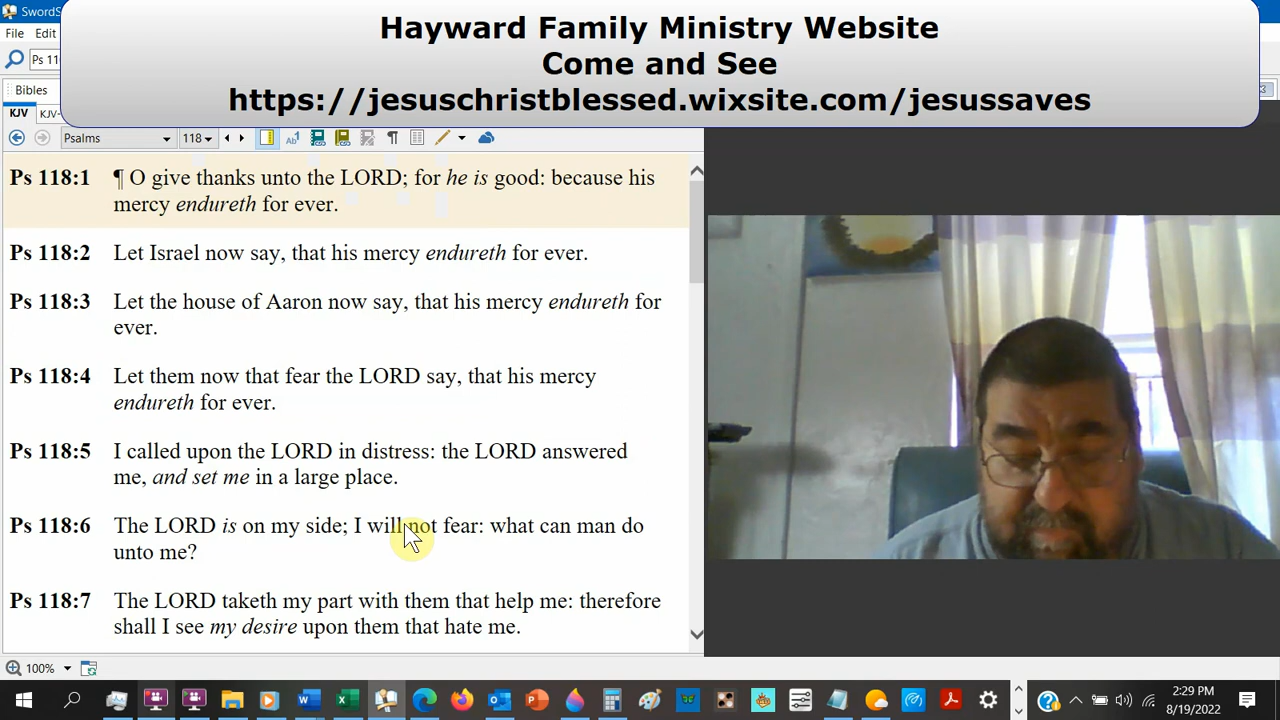 SwordS
Hayward Family Ministry Website
Come and See
https://jesuschristblessed.wixsite.com/jesussaves
File Edit
Ps 11
Bibles
KJV KJV-
Psalms 118
Ps 118:1 ¶ O give thanks unto the LORD; for he is good: because his
mercy endureth for ever.
Ps 118:2 Let Israel now say, that his mercy endureth for ever.
Ps 118:3 Let the house of Aaron now say, that his mercy endureth for
ever.
Ps 118:4 Let them now that fear the LORD say, that his mercy
endureth for ever.
Ps 118:5 I called upon the LORD in distress: the LORD answered
me, and set me in a large place.
Ps 118:6 The LORD is on my side; I will not fear: what can man do
unto me?
Ps 118:7 The LORD taketh my part with them that help me: therefore
shall I see my desire upon them that hate me.
100%
2:29 PM
8/19/2022